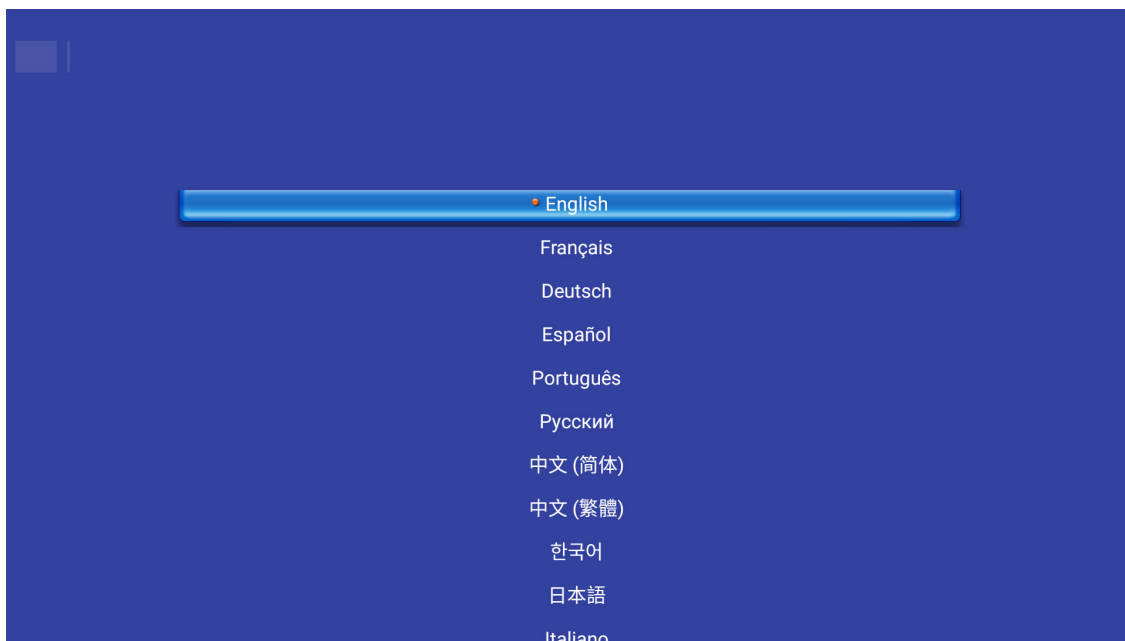 English
Français
Deutsch
Español
Português
Русский
中文 (简体)
中文 (繁體)
한국어
日本語
Italiano